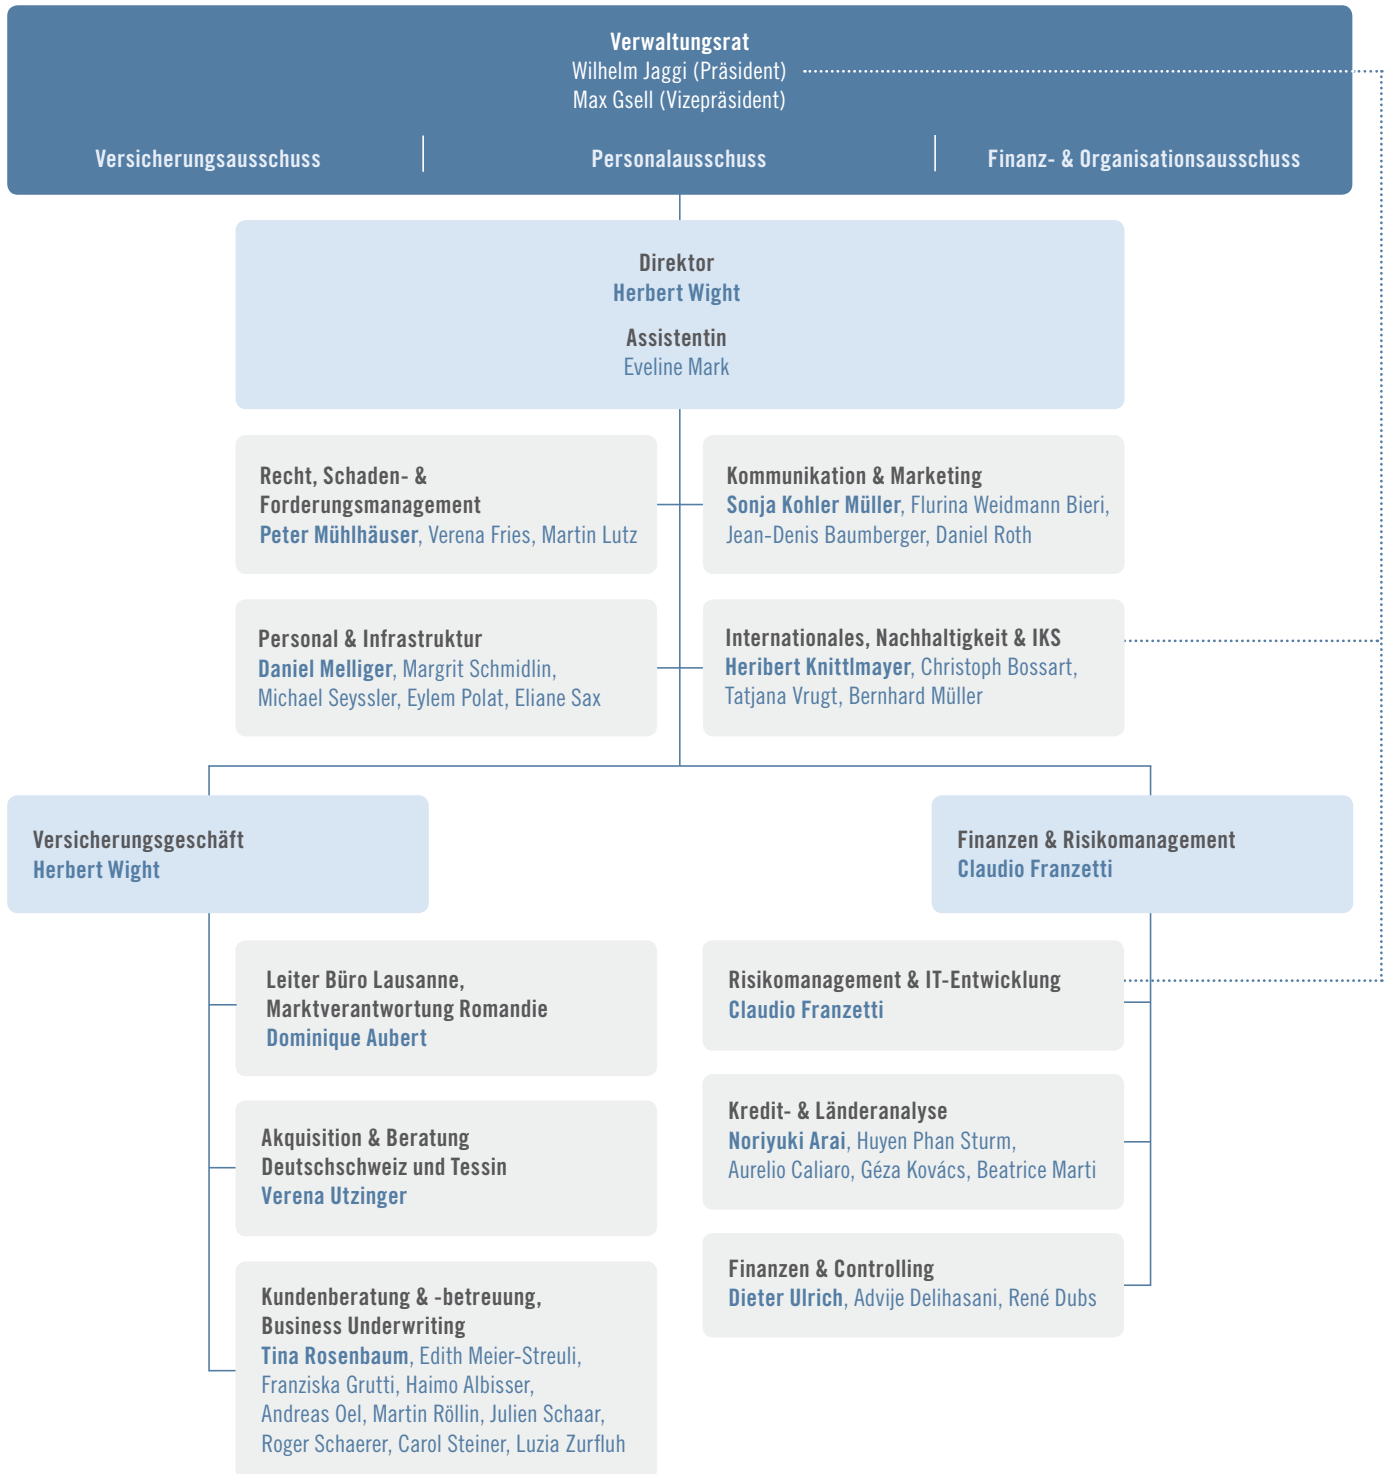 Verwaltungsrat
Wilhelm Jaggi (Präsident)
Max Gsell (Vizepräsident)
Versicherungsausschuss
Personalausschuss
Finanz- & Organisationsausschuss
Direktor
Herbert Wight
Assistentin
Eveline Mark
Recht, Schaden- &
Forderungsmanagement
Peter Mühlhäuser, Verena Fries, Martin Lutz
Kommunikation & Marketing
Sonja Kohler Müller, Flurina Weidmann Bieri,
Jean-Denis Baumberger, Daniel Roth
Personal & Infrastruktur
Daniel Melliger, Margrit Schmidlin,
Michael Seyssler, Eylem Polat, Eliane Sax
Internationales, Nachhaltigkeit & IKS
Heribert Knittlmayer, Christoph Bossart,
Tatjana Vrugt, Bernhard Müller
Versicherungsgeschäft
Herbert Wight
Finanzen & Risikomanagement
Claudio Franzetti
Leiter Büro Lausanne,
Marktverantwortung Romandie
Dominique Aubert
Akquisition & Beratung
Deutschschweiz und Tessin
Verena Utzinger
Kundenberatung & -betreuung,
Business Underwriting
Tina Rosenbaum, Edith Meier-Streuli,
Franziska Grutti, Haimo Albisser,
Andreas Oel, Martin Röllin, Julien Schaar,
Roger Schaerer, Carol Steiner, Luzia Zurfluh
Risikomanagement & IT-Entwicklung
Claudio Franzetti
Kredit- & Länderanalyse
Noriyuki Arai, Huyen Phan Sturm,
Aurelio Caliaro, Géza Kovács, Beatrice Marti
Finanzen & Controlling
Dieter Ulrich, Advije Delihasani, René Dubs